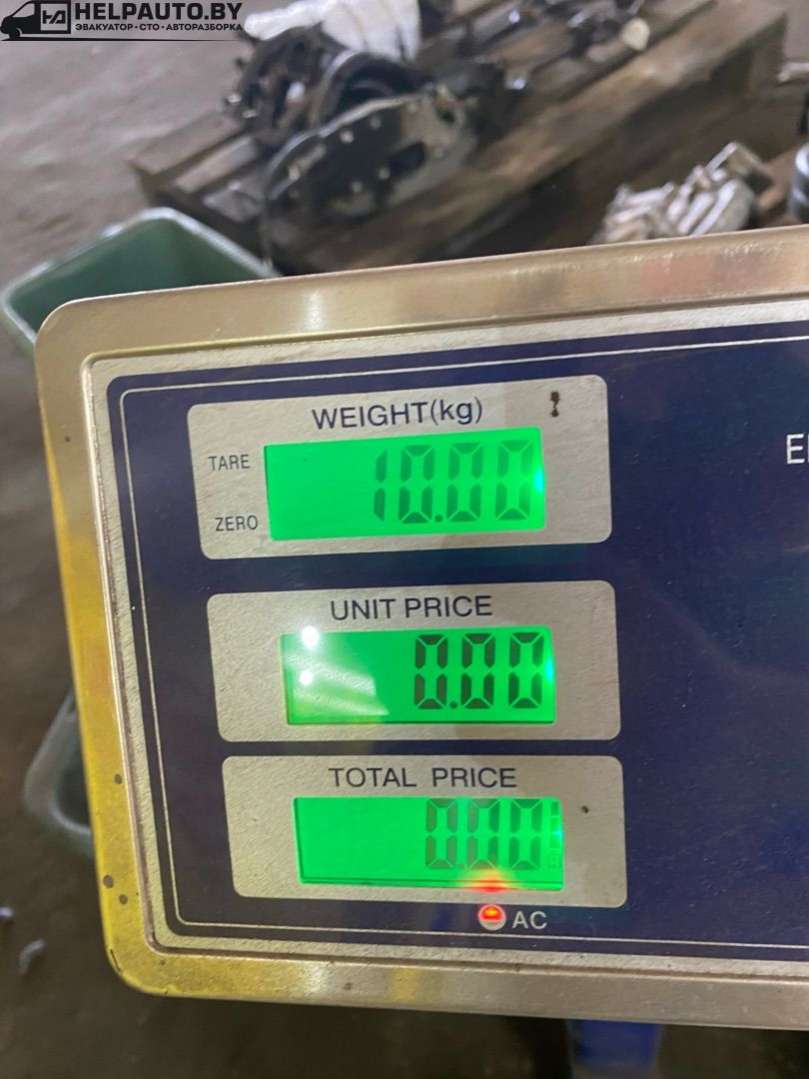 HELPAUTO.BY
ЭВАКУАТОР • СТО • АВТОРАЗБОРКА
WEIGHT(kg)
TARE
10.00
ZERO
UNIT PRICE
0.00
TOTAL PRICE
0.00
AC